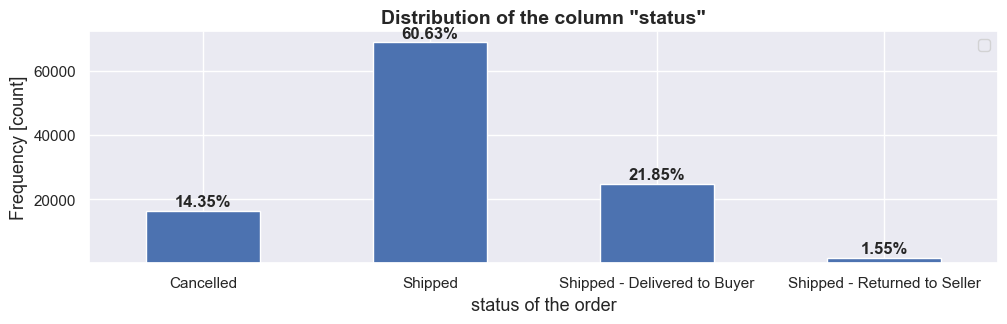 Distribution of the column "status"
60.63%
60000
40000
21.85%
20000
14.35%
1.55%
Frequency [count]
Cancelled Shipped Shipped - Delivered to Buyer Shipped - Returned to Seller
status of the order